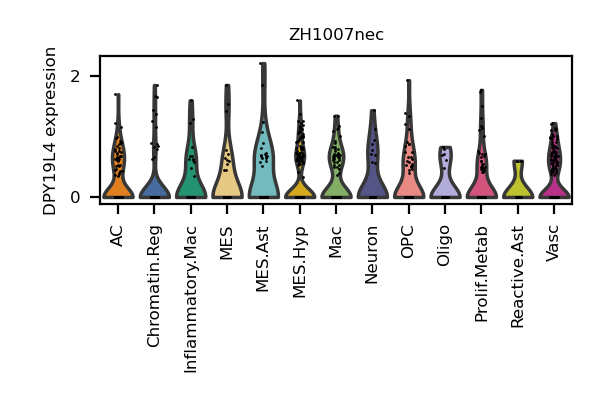 ZH1007nec
DPY19L4 expression
2
0
AC
Chromatin.Reg
Inflammatory.Mac
MES
MES.Ast
MES.Hyp
Mac
Neuron
OPC
Oligo
Prolif.Metab
Reactive.Ast
Vasc